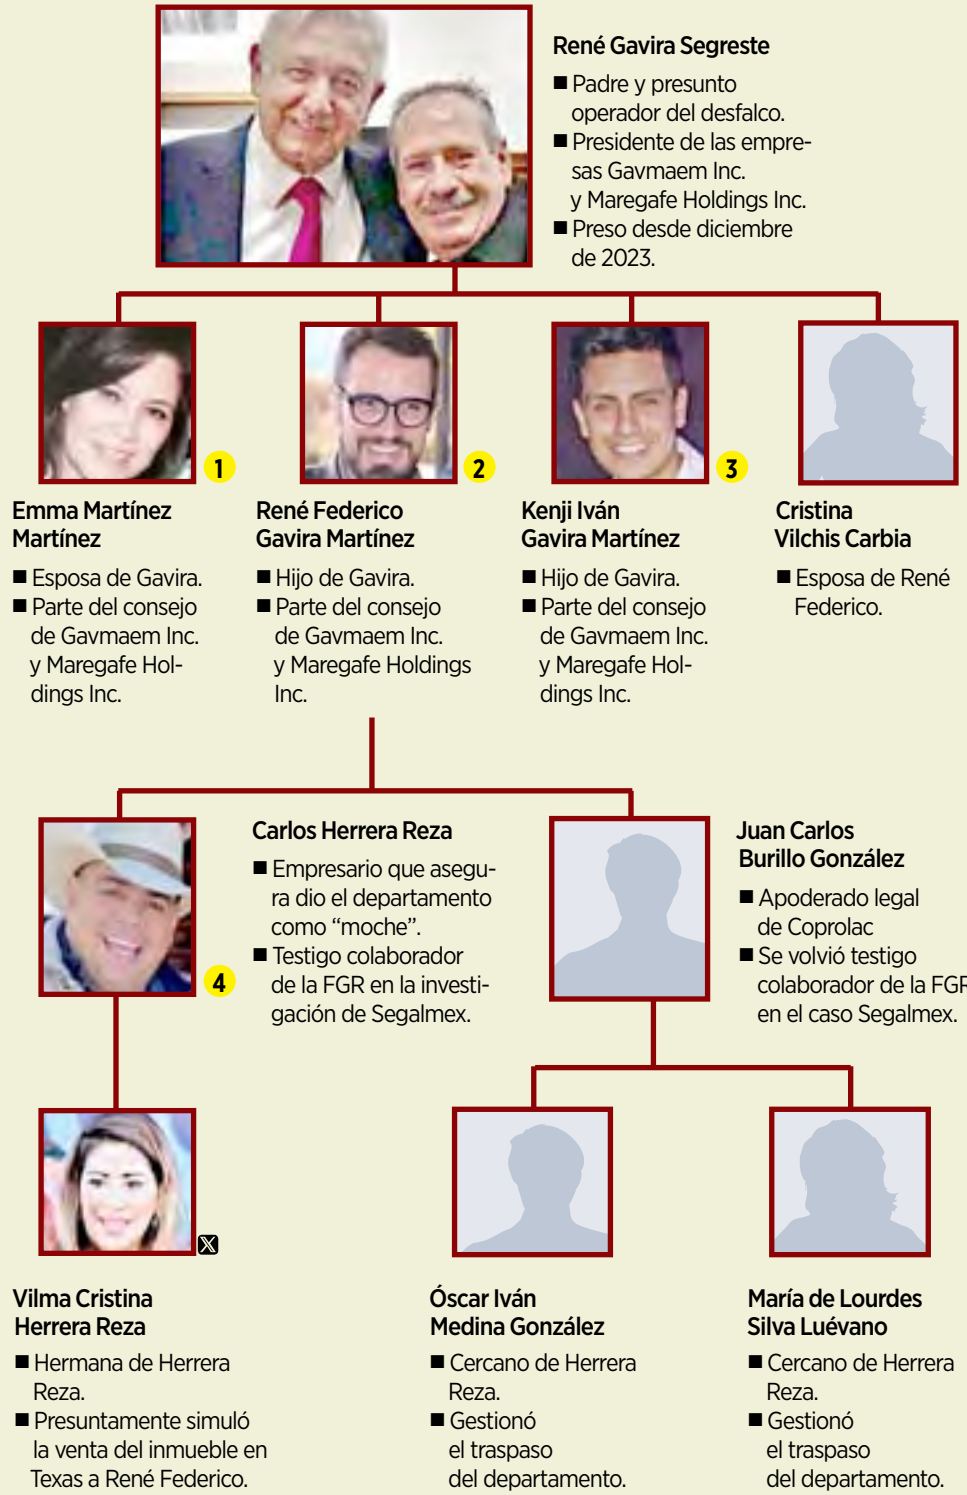 René Gavira Segreste
■ Padre y presunto
operador del desfalco.
■ Presidente de las empre-
sas Gavmaem Inc.
y Maregafe Holdings Inc.
■ Preso desde diciembre
de 2023.
1
2
3
Emma Martínez
Martínez
■ Esposa de Gavira.
■ Parte del consejo
de Gavmaem Inc.
y Maregafe Hol-
dings Inc.
René Federico
Gavira Martínez
■ Hijo de Gavira.
■ Parte del consejo
de Gavmaem Inc.
y Maregafe Holdings
Inc.
Kenji Iván
Gavira Martínez
■ Hijo de Gavira.
■ Parte del consejo
de Gavmaem Inc.
y Maregafe Hol-
dings Inc.
Cristina
Vilchis Carbia
■ Esposa de René
Federico.
4
Carlos Herrera Reza
■ Empresario que asegu-
ra dio el departamento
como “moche”.
■ Testigo colaborador
de la FGR en la investi-
gación de Segalmex.
Juan Carlos
Burillo González
■ Apoderado legal
de Coprolac
■ Se volvió testigo
colaborador de la FGR
en el caso Segalmex.
X
Vilma Cristina
Herrera Reza
■ Hermana de Herrera
Reza.
■ Presuntamente simuló
la venta del inmueble en
Texas a René Federico.
Óscar Iván
Medina González
■ Cercano de Herrera
Reza.
■ Gestionó
el traspaso
del departamento.
María de Lourdes
Silva Luévano
■ Cercano de Herrera
Reza.
■ Gestionó
el traspaso
del departamento.